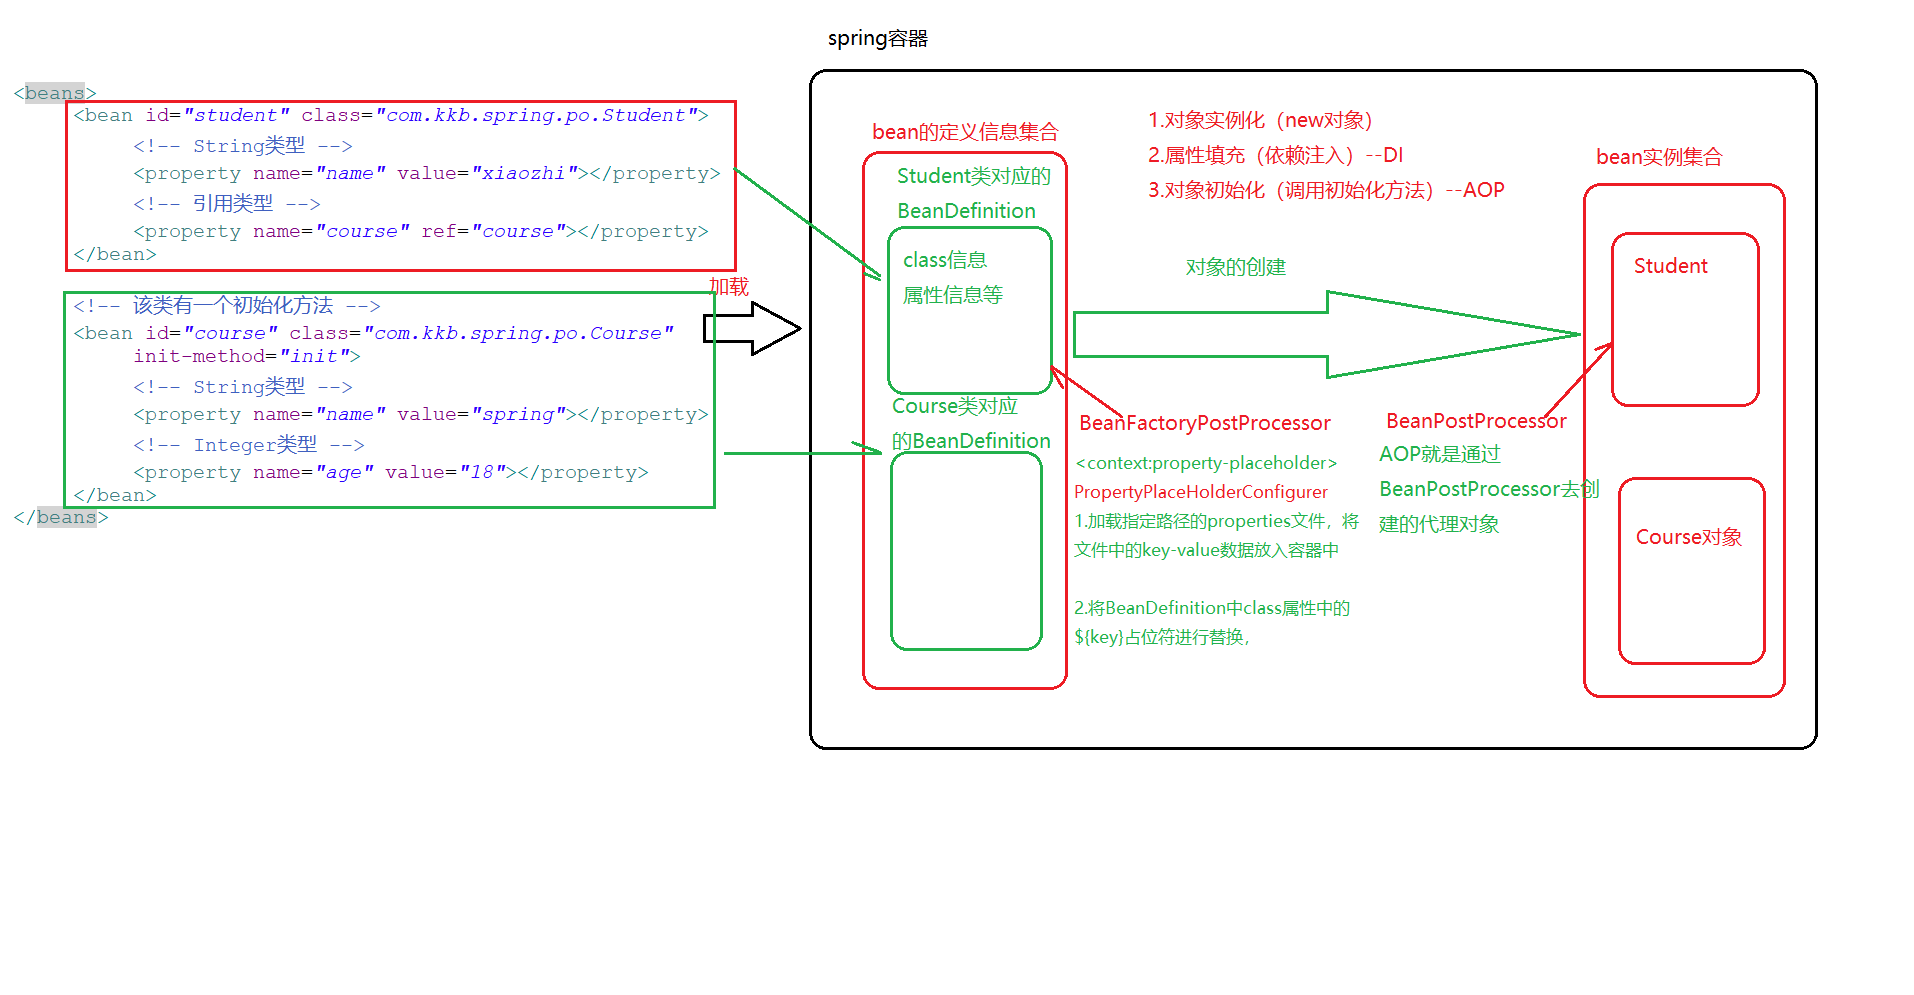 spring容器
<beans>
<bean id="student" class="com.kkb.spring.po.Student">
<!-- String类型 -->
<property name="name" value="xiaozhi"></property>
<!-- 引用类型 -->
<property name="course" ref="course"></property>
</bean>
加载
<!-- 该类有一个初始化方法 -->
<bean id="course" class="com.kkb.spring.po.Course"
init-method="init">
<!-- String类型 -->
<property name="name" value="spring"></property>
<!-- Integer类型 -->
<property name="age" value="18"></property>
</bean>
</beans>
bean的定义信息集合
Student类对应的
BeanDefinition
class信息
属性信息等
Course类对应
的BeanDefinition
1.对象实例化（new对象）
2.属性填充（依赖注入）--DI
3.对象初始化（调用初始化方法）--AOP
对象的创建
BeanFactoryPostProcessor
<context:property-placeholder>
PropertyPlaceHolderConfigurer
1.加载指定路径的properties文件，将
文件中的key-value数据放入容器中
2.将BeanDefinition中class属性中的
${key}占位符进行替换，
BeanPostProcessor
AOP就是通过
BeanPostProcessor去创
建的代理对象
bean实例集合
Student
Course对象